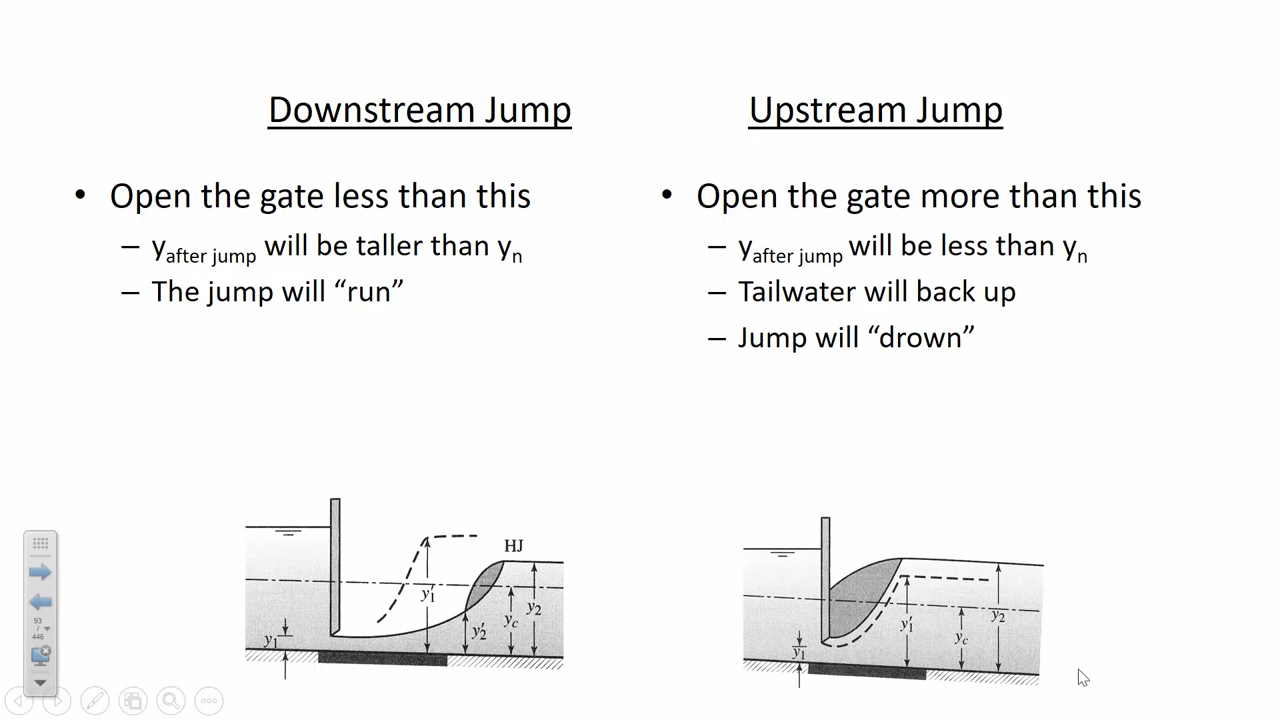 Downstream Jump
• Open the gate less than this
– yafter jump will be taller than yn
– The jump will “run”
Upstream Jump
• Open the gate more than this
– yafter jump will be less than yn
– Tailwater will back up
– Jump will “drown”
HJ
y1
y′1
y′2
yc
y2
y1
y′1
yc
y2
93
/
446